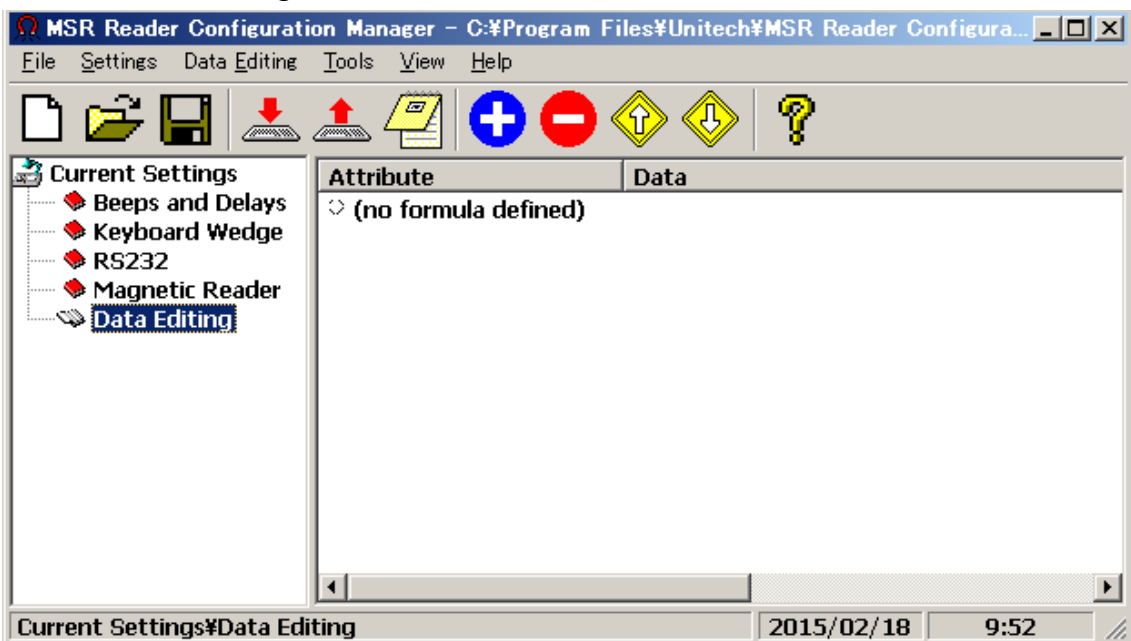 MSR Reader Configuration Manager - C:¥Program Files¥Unitech¥MSR Reader Configura...
File Settings Data Editing Tools View Help
Current Settings
Beeps and Delays
Keyboard Wedge
RS232
Magnetic Reader
Data Editing
Attribute Data
(no formula defined)
Current Settings¥Data Editing 2015/02/18 9:52